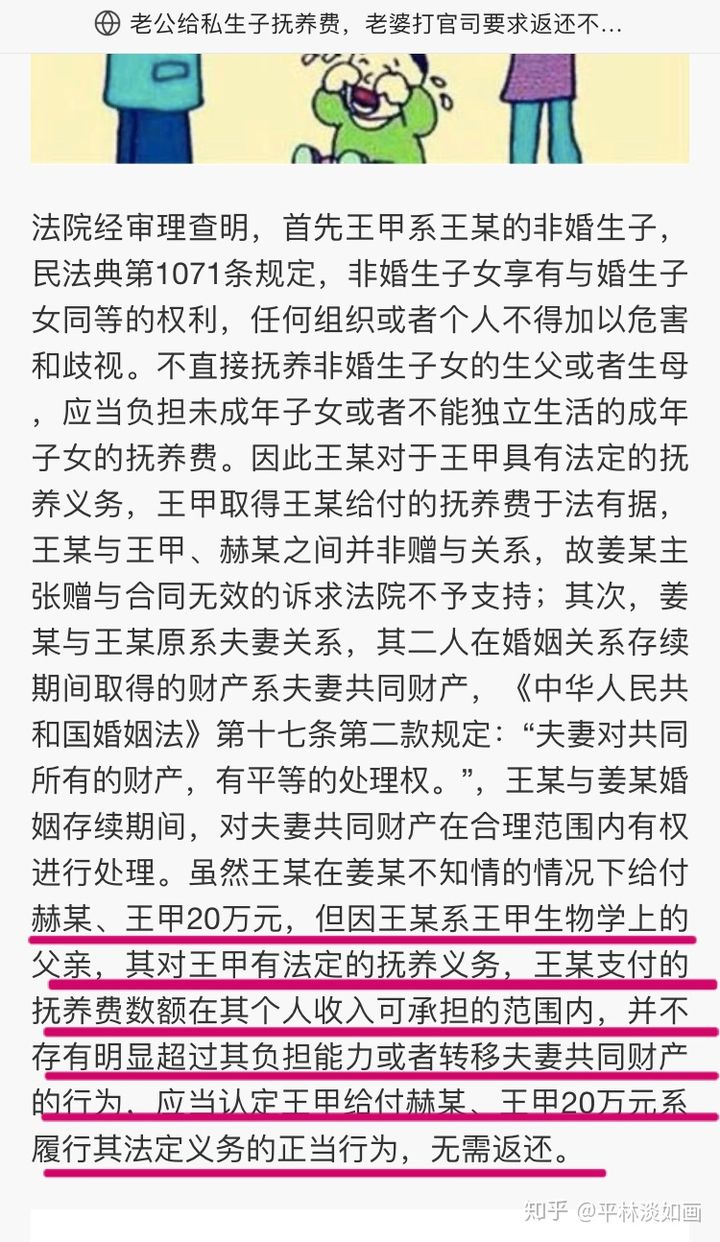 老公给私生子抚养费，老婆打官司要求返还不...
法院经审理查明，首先王甲系王某的非婚生子，
民法典第1071条规定，非婚生子女享有与婚生子
女同等的权利，任何组织或者个人不得加以危害
和歧视。不直接抚养非婚生子女的生父或者生母
，应当负担未成年子女或者不能独立生活的成年
子女的抚养费。因此王某对于王甲具有法定的抚
养义务，王甲取得王某给付的抚养费于法有据，
王某与王甲、赫某之间并非赠与关系，故姜某主
张赠与合同无效的诉求法院不予支持；其次，姜
某与王某原系夫妻关系，其二人在婚姻关系存续
期间取得的财产系夫妻共同财产，《中华人民共
和国婚姻法》第十七条第二款规定：“夫妻对共同
所有的财产，有平等的处理权。”，王某与姜某婚
姻存续期间，对夫妻共同财产在合理范围内有权
进行处理。虽然王某在姜某不知情的情况下给付
赫某、王甲20万元，但因王某系王甲生物学上的
父亲，其对王甲有法定的抚养义务，王某支付的
抚养费数额在其个人收入可承担的范围内，并不
存有明显超过其负担能力或者转移夫妻共同财产
的行为，应当认定王甲给付赫某、王甲20万元系
履行其法定义务的正当行为，无需返还。
知乎 @平林淡如画